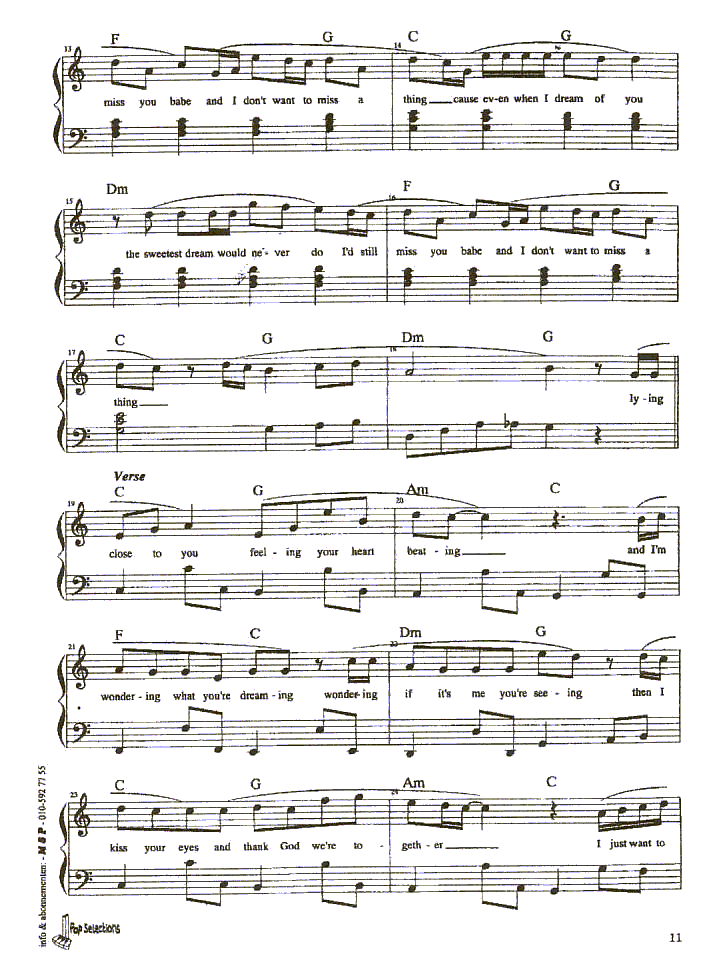 F G C G
13 14
miss you babe and I don't want to miss a thing___cause ev-en when I dream of you
Dm F G
15 16
the sweetest dream would ne - ver do I'd still miss you babe and I don't want to miss a
C G Dm G
17 18
thing___ ly - ing
Verse
C G Am C
19 20
close to you feel - ing your heart beat - ing___ and I'm
F C Dm G
21 22
wonder - ing what you're dream - ing wonder-ing if it's me you're see - ing then I
C G Am C
23 24
kiss your eyes and thank God we're to - geth - er___ I just want to
info & abonnementen: - MSP - 010-592 77 55
Pop Selections
11